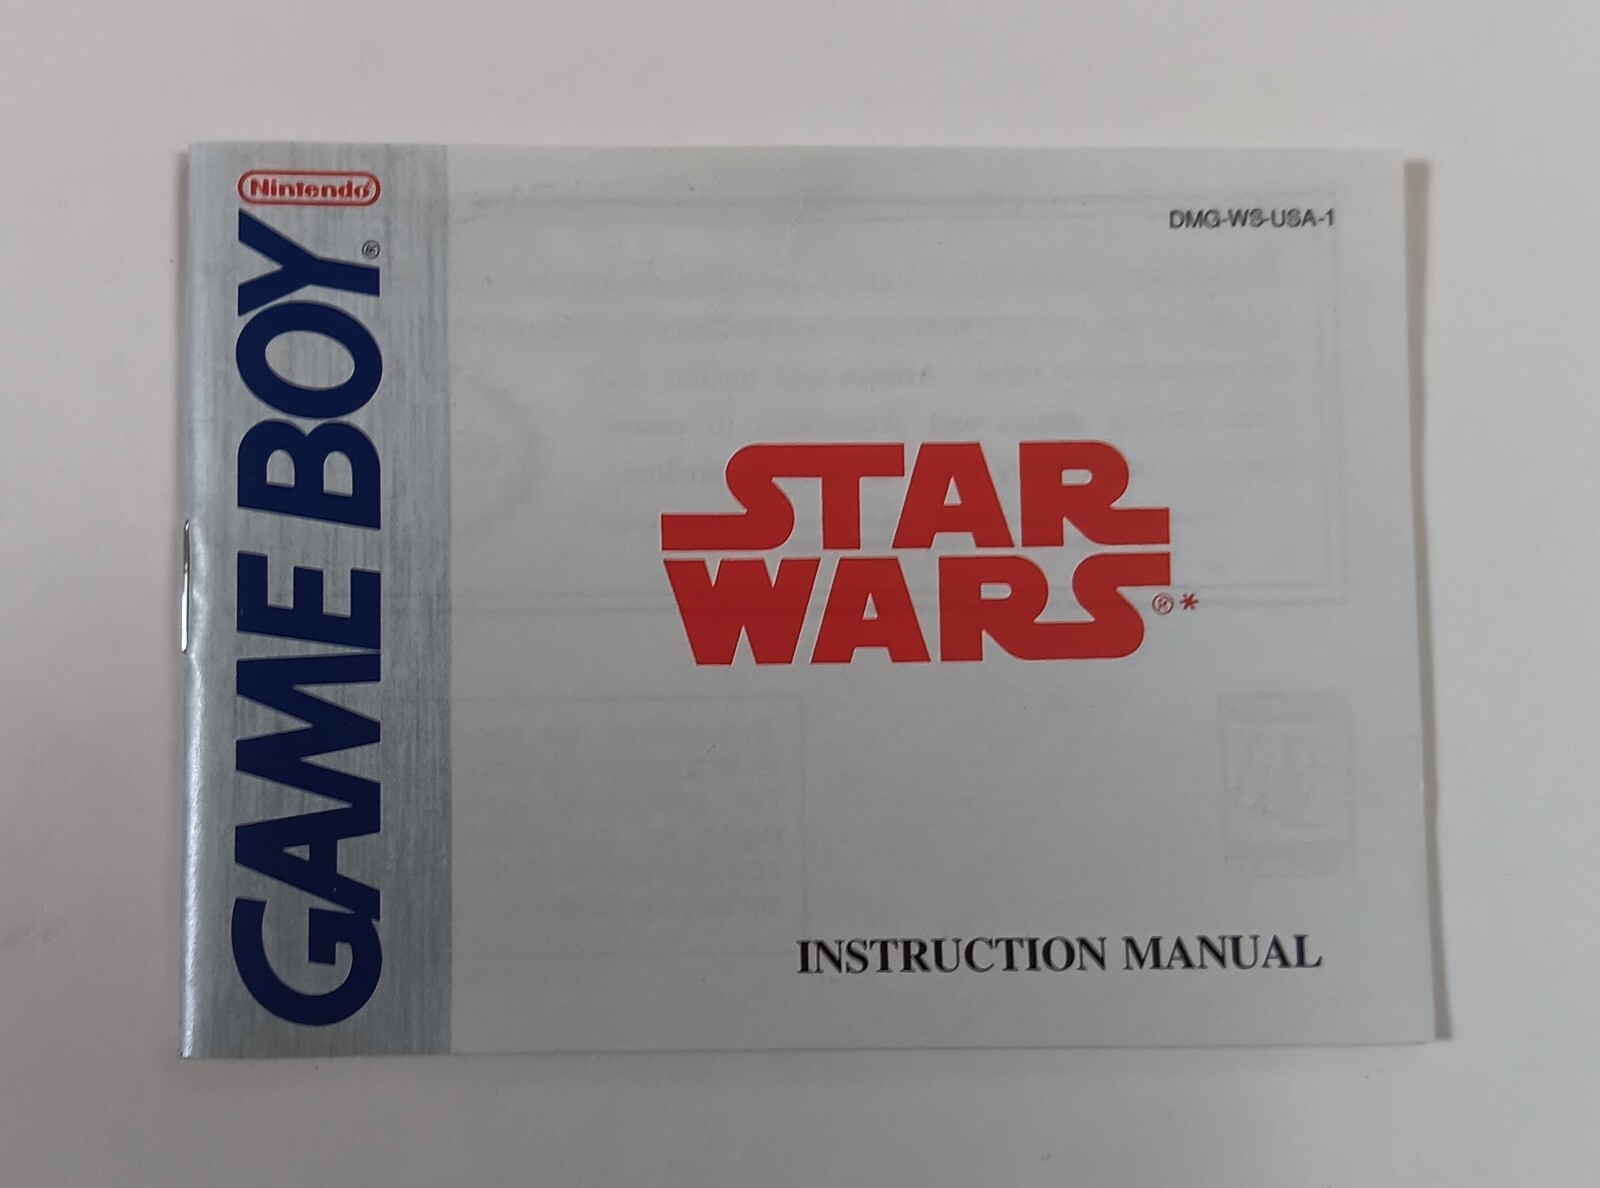 Nintendo®
GAME BOY®
DMG-WS-USA-1
STAR
WARS®*
INSTRUCTION MANUAL